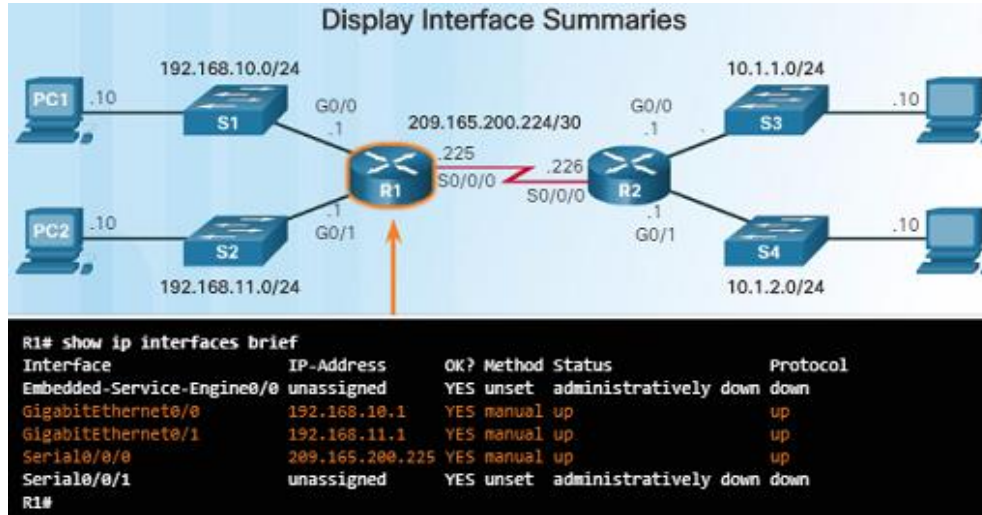 Display Interface Summaries
192.168.10.0/24
10.1.1.0/24
PC1
.10
S1
G0/0
.1
209.165.200.224/30
G0/0
.1
S3
.10
.225
S0/0/0
R1
.226
S0/0/0
R2
PC2
.10
S2
.1
G0/1
.1
G0/1
S4
.10
192.168.11.0/24
10.1.2.0/24
R1# show ip interfaces brief
Interface IP-Address OK? Method Status Protocol
Embedded-Service-Engine0/0 unassigned YES unset administratively down down
GigabitEthernet0/0 192.168.10.1 YES manual up up
GigabitEthernet0/1 192.168.11.1 YES manual up up
Serial0/0/0 209.165.200.225 YES manual up up
Serial0/0/1 unassigned YES unset administratively down down
R1#